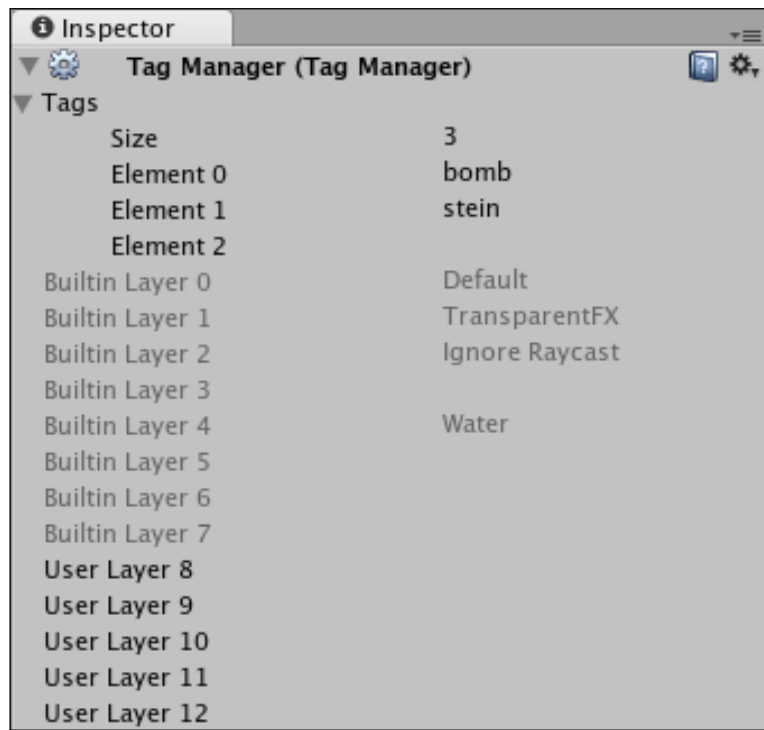 Inspector
Tag Manager (Tag Manager)
Tags
Size 3
Element 0 bomb
Element 1 stein
Element 2
Builtin Layer 0 Default
Builtin Layer 1 TransparentFX
Builtin Layer 2 Ignore Raycast
Builtin Layer 3
Builtin Layer 4 Water
Builtin Layer 5
Builtin Layer 6
Builtin Layer 7
User Layer 8
User Layer 9
User Layer 10
User Layer 11
User Layer 12